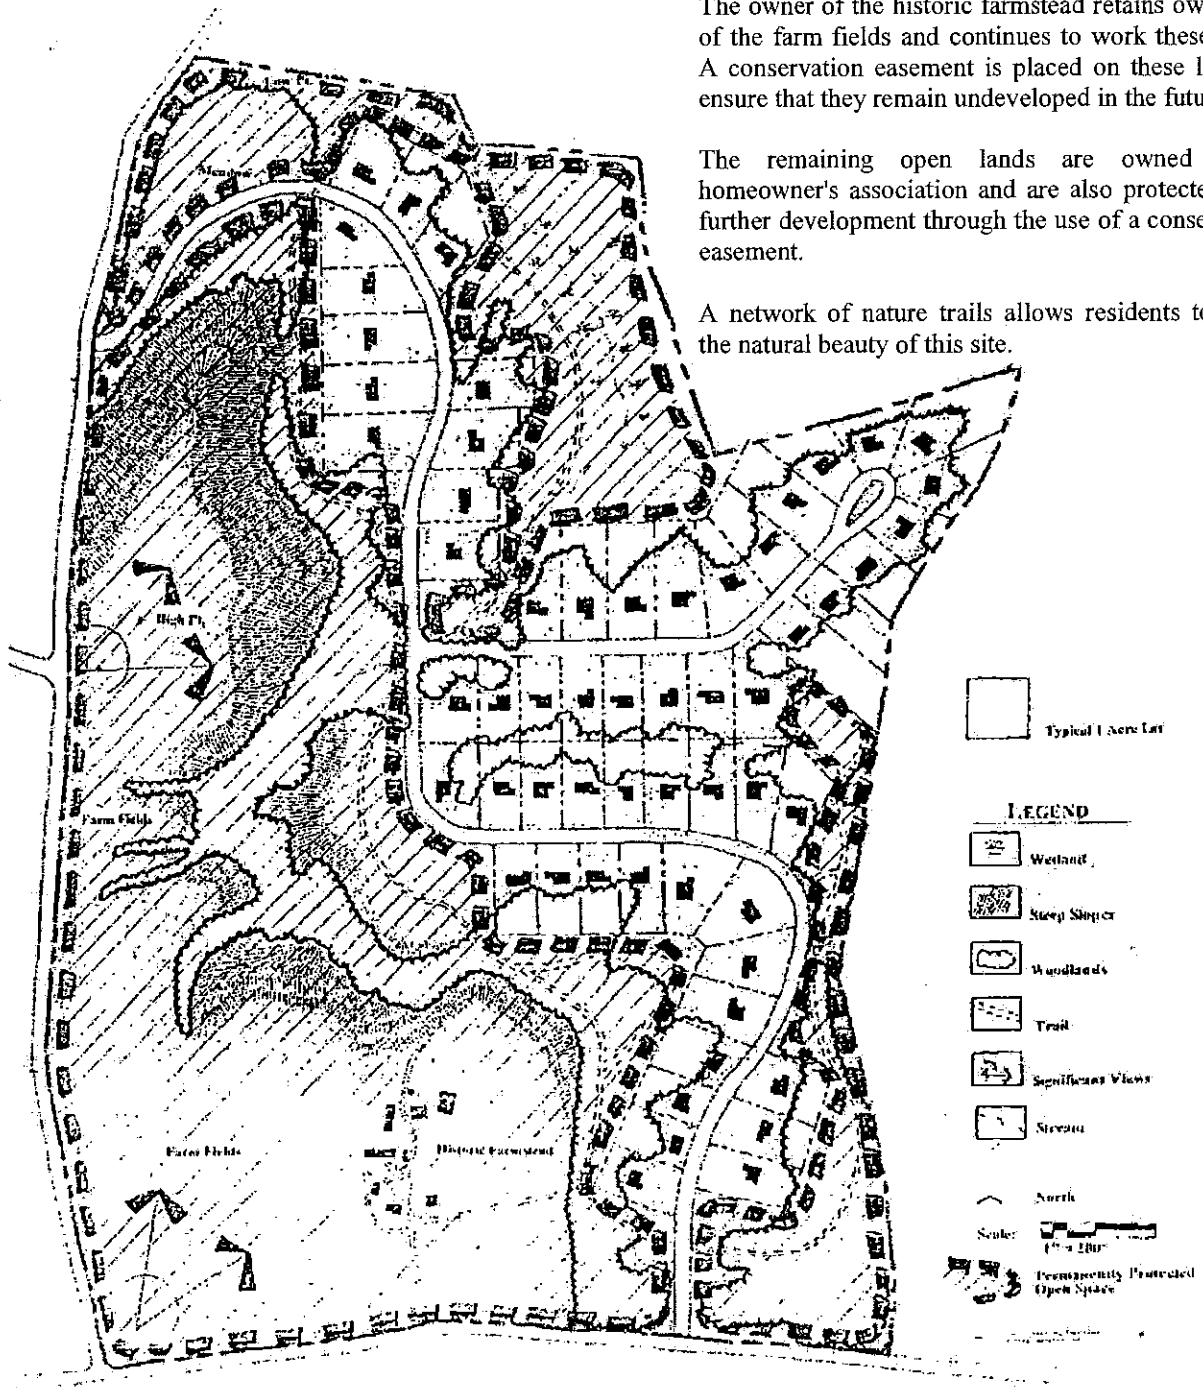 The owner of the historic farmstead retains ow
of the farm fields and continues to work these
A conservation easement is placed on these l
ensure that they remain undeveloped in the futu
The remaining open lands are owned
homeowner's association and are also protecte
further development through the use of a conse
easement.
A network of nature trails allows residents t
the natural beauty of this site.
Low Pt.
Meadow
High Pt.
Farm Fields
Farm Fields
Historic Farmstead
Typical 1 Acre Lot
LEGEND
Wetland
Steep Slopes
Woodlands
Trail
Significant Views
Stream
North
Scale:
1" = 200'
Permanently Protected
Open Space